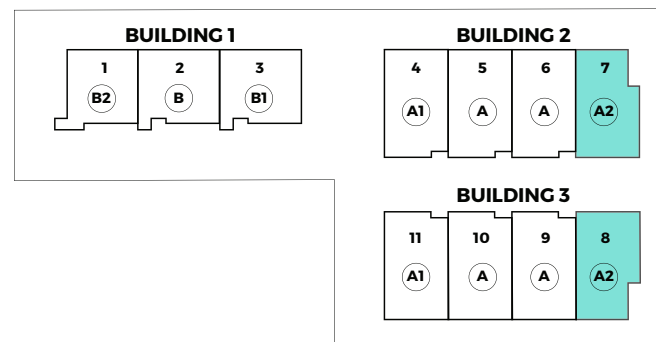 BUILDING 1
1 2 3
B2 B B1
BUILDING 2
4 5 6 7
A1 A A A2
BUILDING 3
11 10 9 8
A1 A A A2